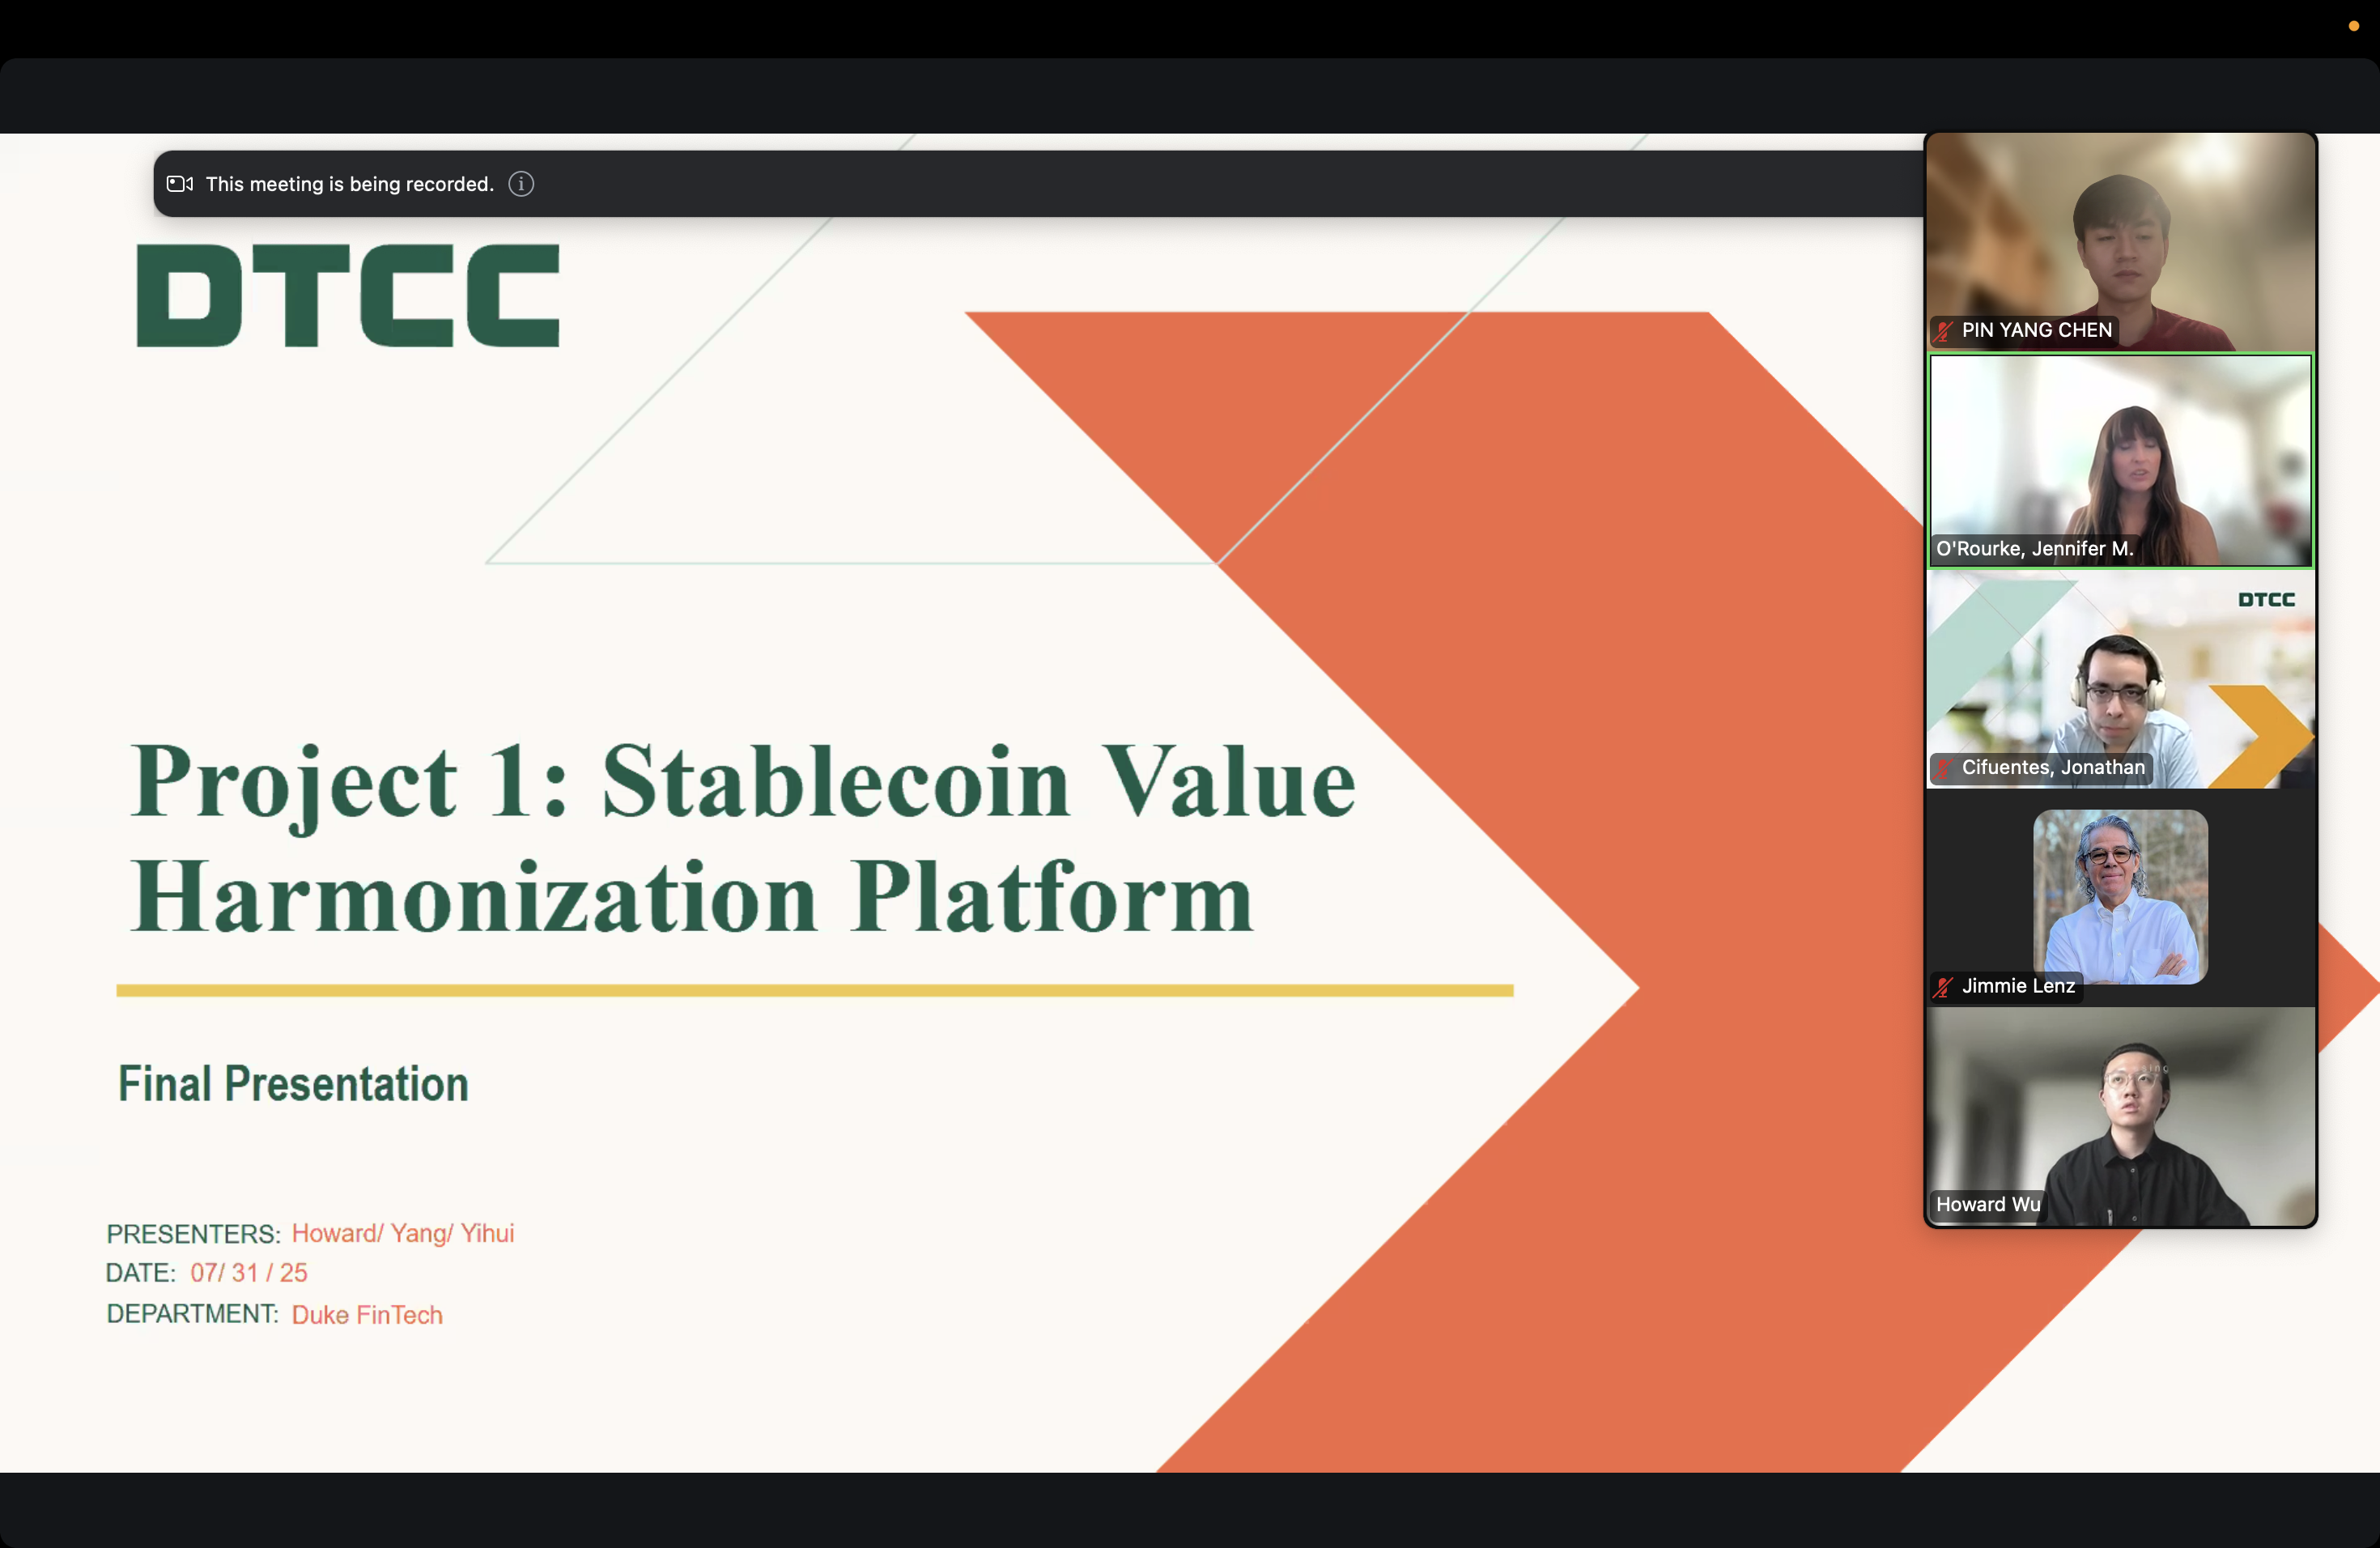 This meeting is being recorded.
DTCC
Project 1: Stablecoin Value
Harmonization Platform
Final Presentation
PRESENTERS: Howard/ Yang/ Yihui
DATE: 07/ 31 / 25
DEPARTMENT: Duke FinTech
PIN YANG CHEN
O'Rourke, Jennifer M.
DTCC
Cifuentes, Jonathan
Jimmie Lenz
Howard Wu